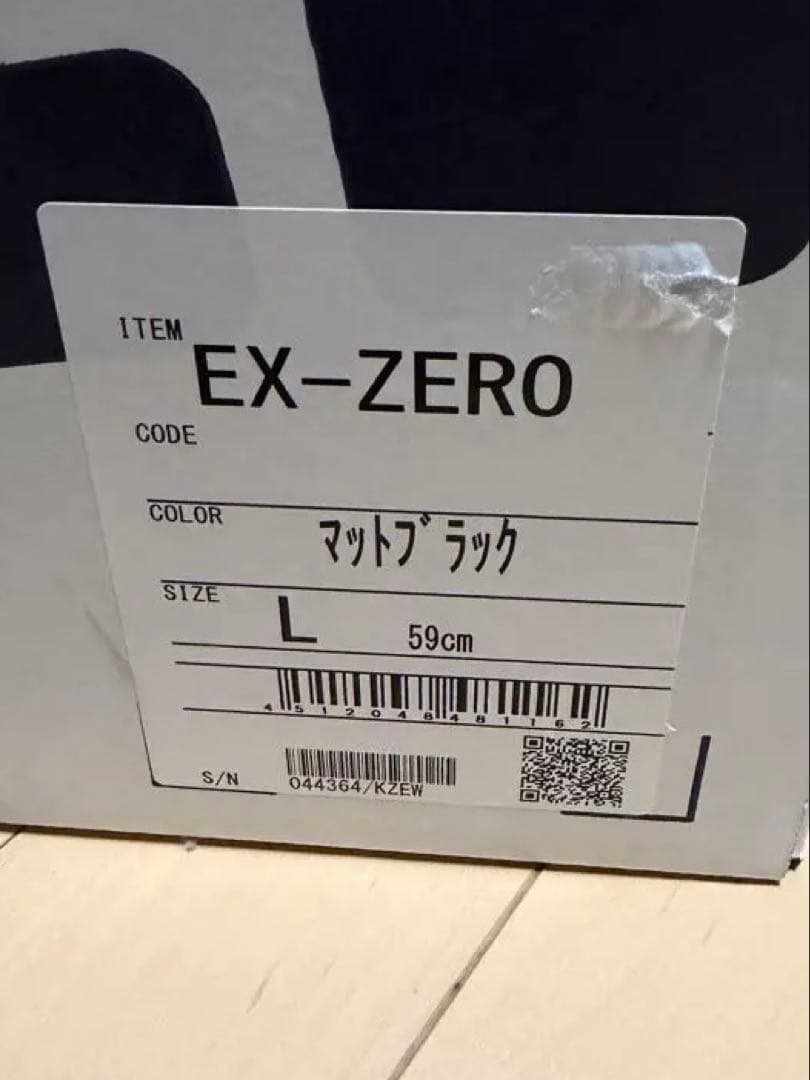 ITEM
EX-ZERO
CODE
COLOR
ﾏｯﾄﾌﾞﾗｯｸ
SIZE
L 59cm
4512048481162
S/N
044364/KZEW